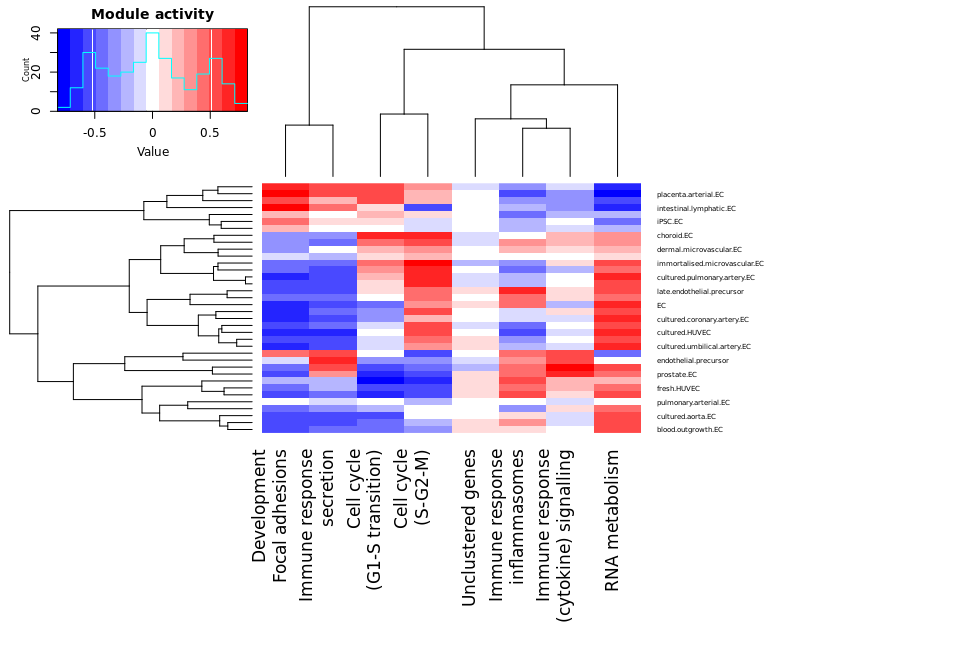 Module activity
Count
0
20
40
-0.5
0
0.5
Value
placenta.arterial.EC
intestinal.lymphatic.EC
iPSC.EC
choroid.EC
dermal.microvascular.EC
immortalised.microvascular.EC
cultured.pulmonary.artery.EC
late.endothelial.precursor
EC
cultured.coronary.artery.EC
cultured.HUVEC
cultured.umbilical.artery.EC
endothelial.precursor
prostate.EC
fresh.HUVEC
pulmonary.arterial.EC
cultured.aorta.EC
blood.outgrowth.EC
Development
Focal adhesions
Immune response
secretion
Cell cycle
(G1-S transition)
Cell cycle
(S-G2-M)
Unclustered genes
Immune response
inflammasomes
Immune response
(cytokine) signalling
RNA metabolism